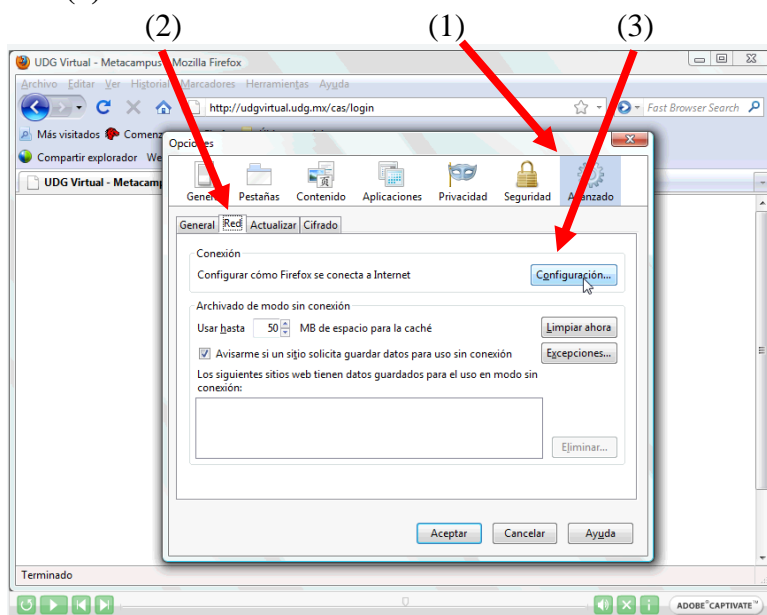 (2) (1) (3)
UDG Virtual - Metacampus - Mozilla Firefox
Archivo Editar Ver Historial Marcadores Herramientas Ayuda
http://udgvirtual.udg.mx/cas/login
Fast Browser Search
Más visitados
Compartir explorador
UDG Virtual - Metacamp
Opciones
General Pestañas Contenido Aplicaciones Privacidad Seguridad Avanzado
General Red Actualizar Cifrado
Conexión
Configurar cómo Firefox se conecta a Internet Configuración...
Archivado de modo sin conexión
Usar hasta 50 MB de espacio para la caché Limpiar ahora
Avisarme si un sitio solicita guardar datos para uso sin conexión Excepciones...
Los siguientes sitios web tienen datos guardados para el uso en modo sin
conexión:
Eliminar...
Aceptar Cancelar Ayuda
Terminado
ADOBE® CAPTIVATE™